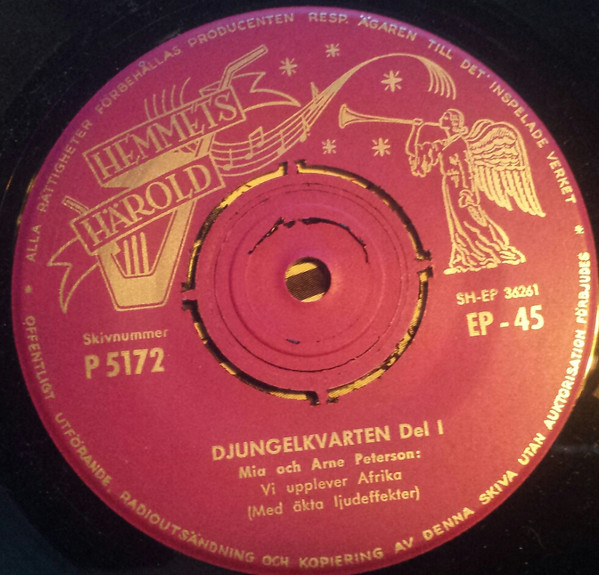 ALLA RÄTTIGHETER FÖRBEHÅLLAS PRODUCENTEN RESP. ÄGAREN TILL DET INSPELADE VERKET
HEMMETS
HÄROLD
SH-EP 36261
EP - 45
Skivnummer
P 5172
DJUNGELKVARTEN Del I
Mia och Arne Peterson:
Vi upplever Afrika
(Med äkta ljudeffekter)
OFFENTLIGT UTFÖRANDE, RADIOUTSÄNDNING OCH KOPIERING AV DENNA SKIVA UTAN AUKTORISATION FÖRBJUDES